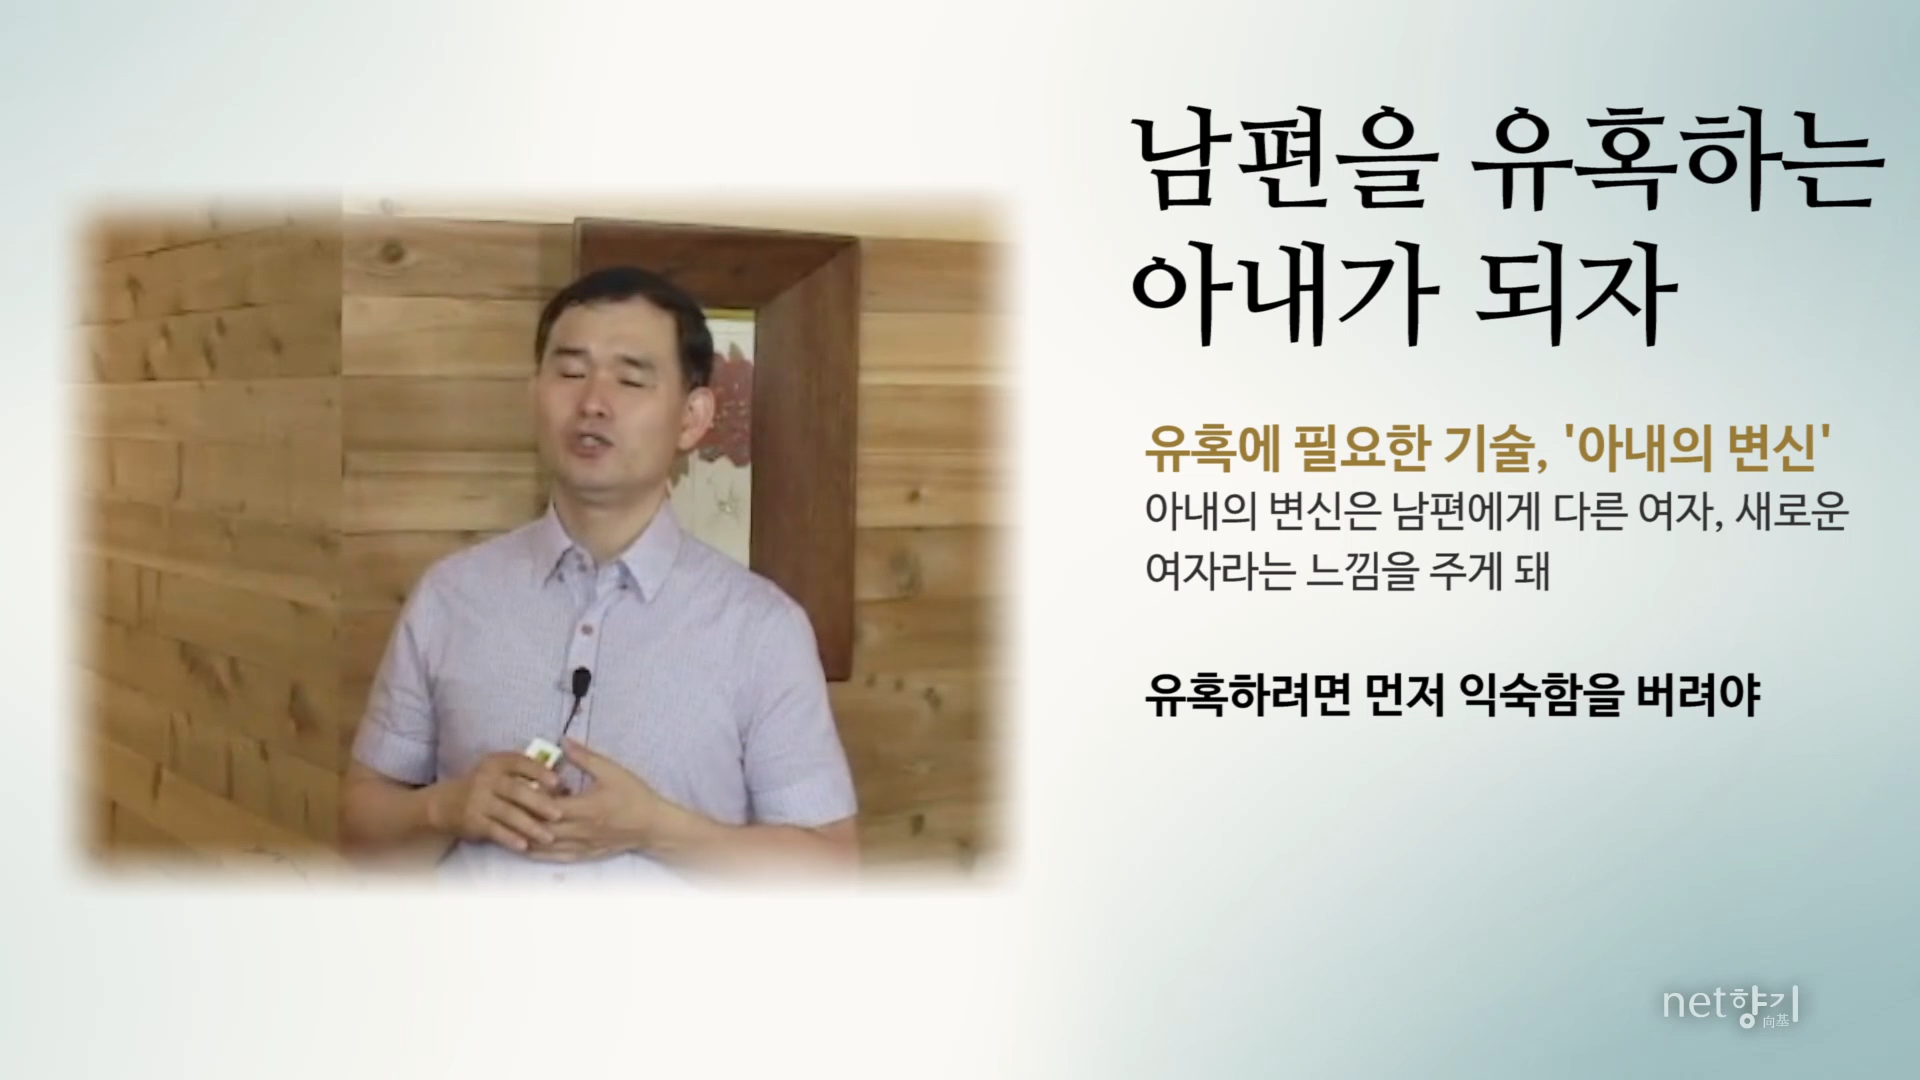 남편을 유혹하는
아내가 되자
유혹에 필요한 기술, '아내의 변신'
아내의 변신은 남편에게 다른 여자, 새로운
여자라는 느낌을 주게 돼
유혹하려면 먼저 익숙함을 버려야
net향기
向基